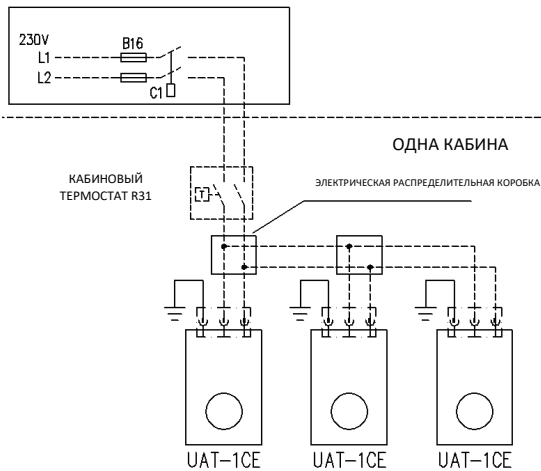 230V
L1
B16
L2
C1
ОДНА КАБИНА
КАБИНОВЫЙ
ТЕРМОСТАТ R31
ЭЛЕКТРИЧЕСКАЯ РАСПРЕДЕЛИТЕЛЬНАЯ КОРОБКА
T
UAT-1CE
UAT-1CE
UAT-1CE